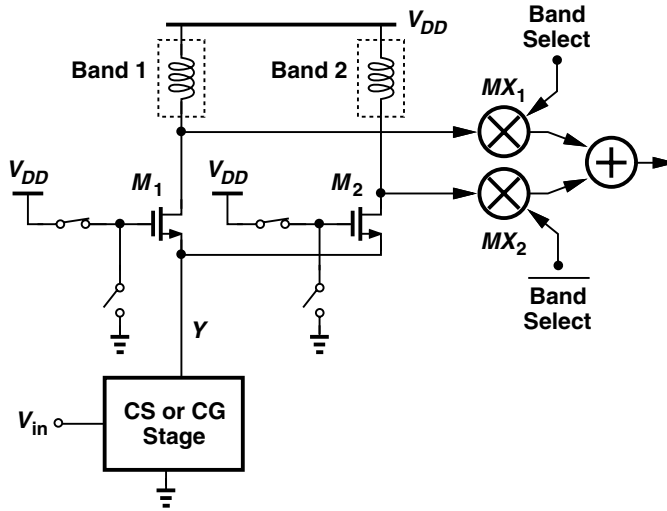 V_DD
Band
Select
Band 1
Band 2
MX_1
V_DD
M_1
V_DD
M_2
MX_2
Band
Select
Y
V_in
CS or CG
Stage